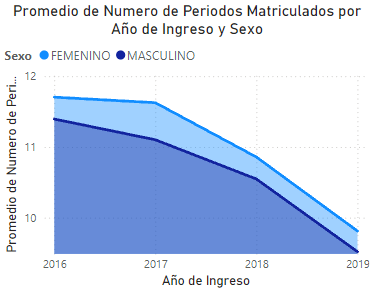 Promedio de Numero de Periodos Matriculados por
Año de Ingreso y Sexo
Sexo FEMENINO MASCULINO
12
11
10
Promedio de Numero de Peri...
2016 2017 2018 2019
Año de Ingreso